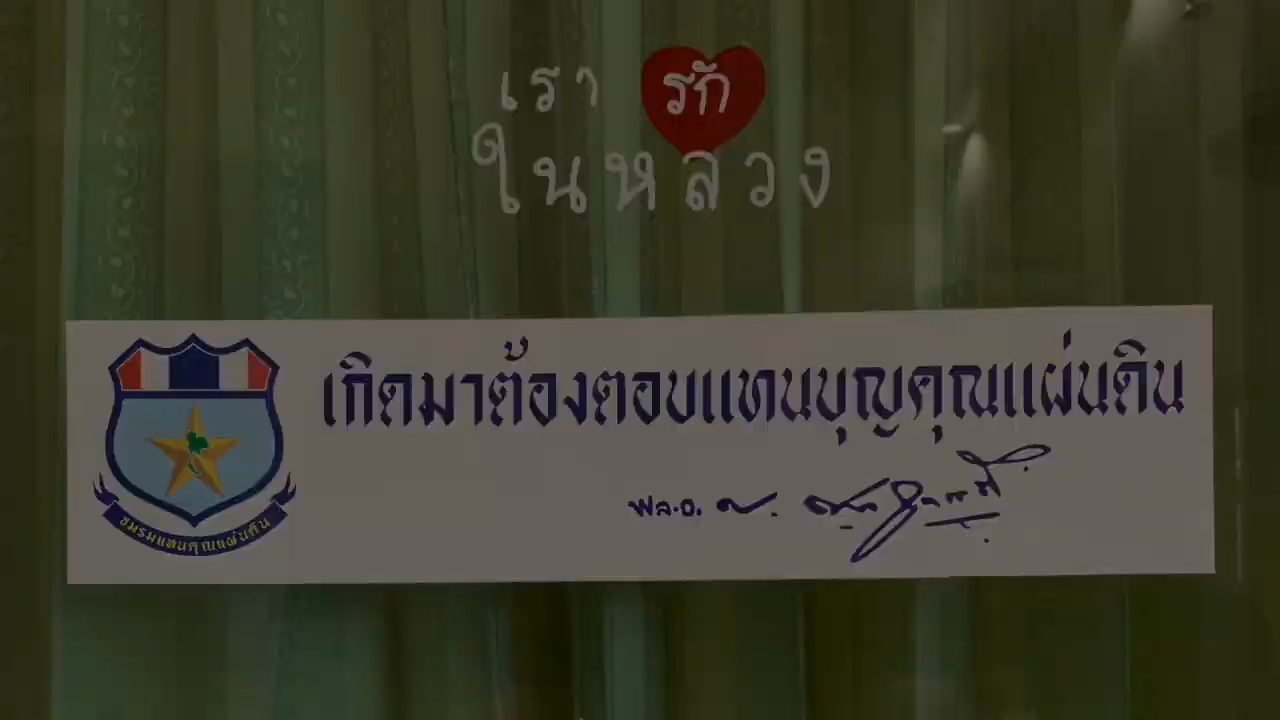 เรา รัก
ในหลวง
เกิดมาต้องตอบแทนบุญคุณแผ่นดิน
พล.อ. ป.
ชมรมแทนคุณแผ่นดิน